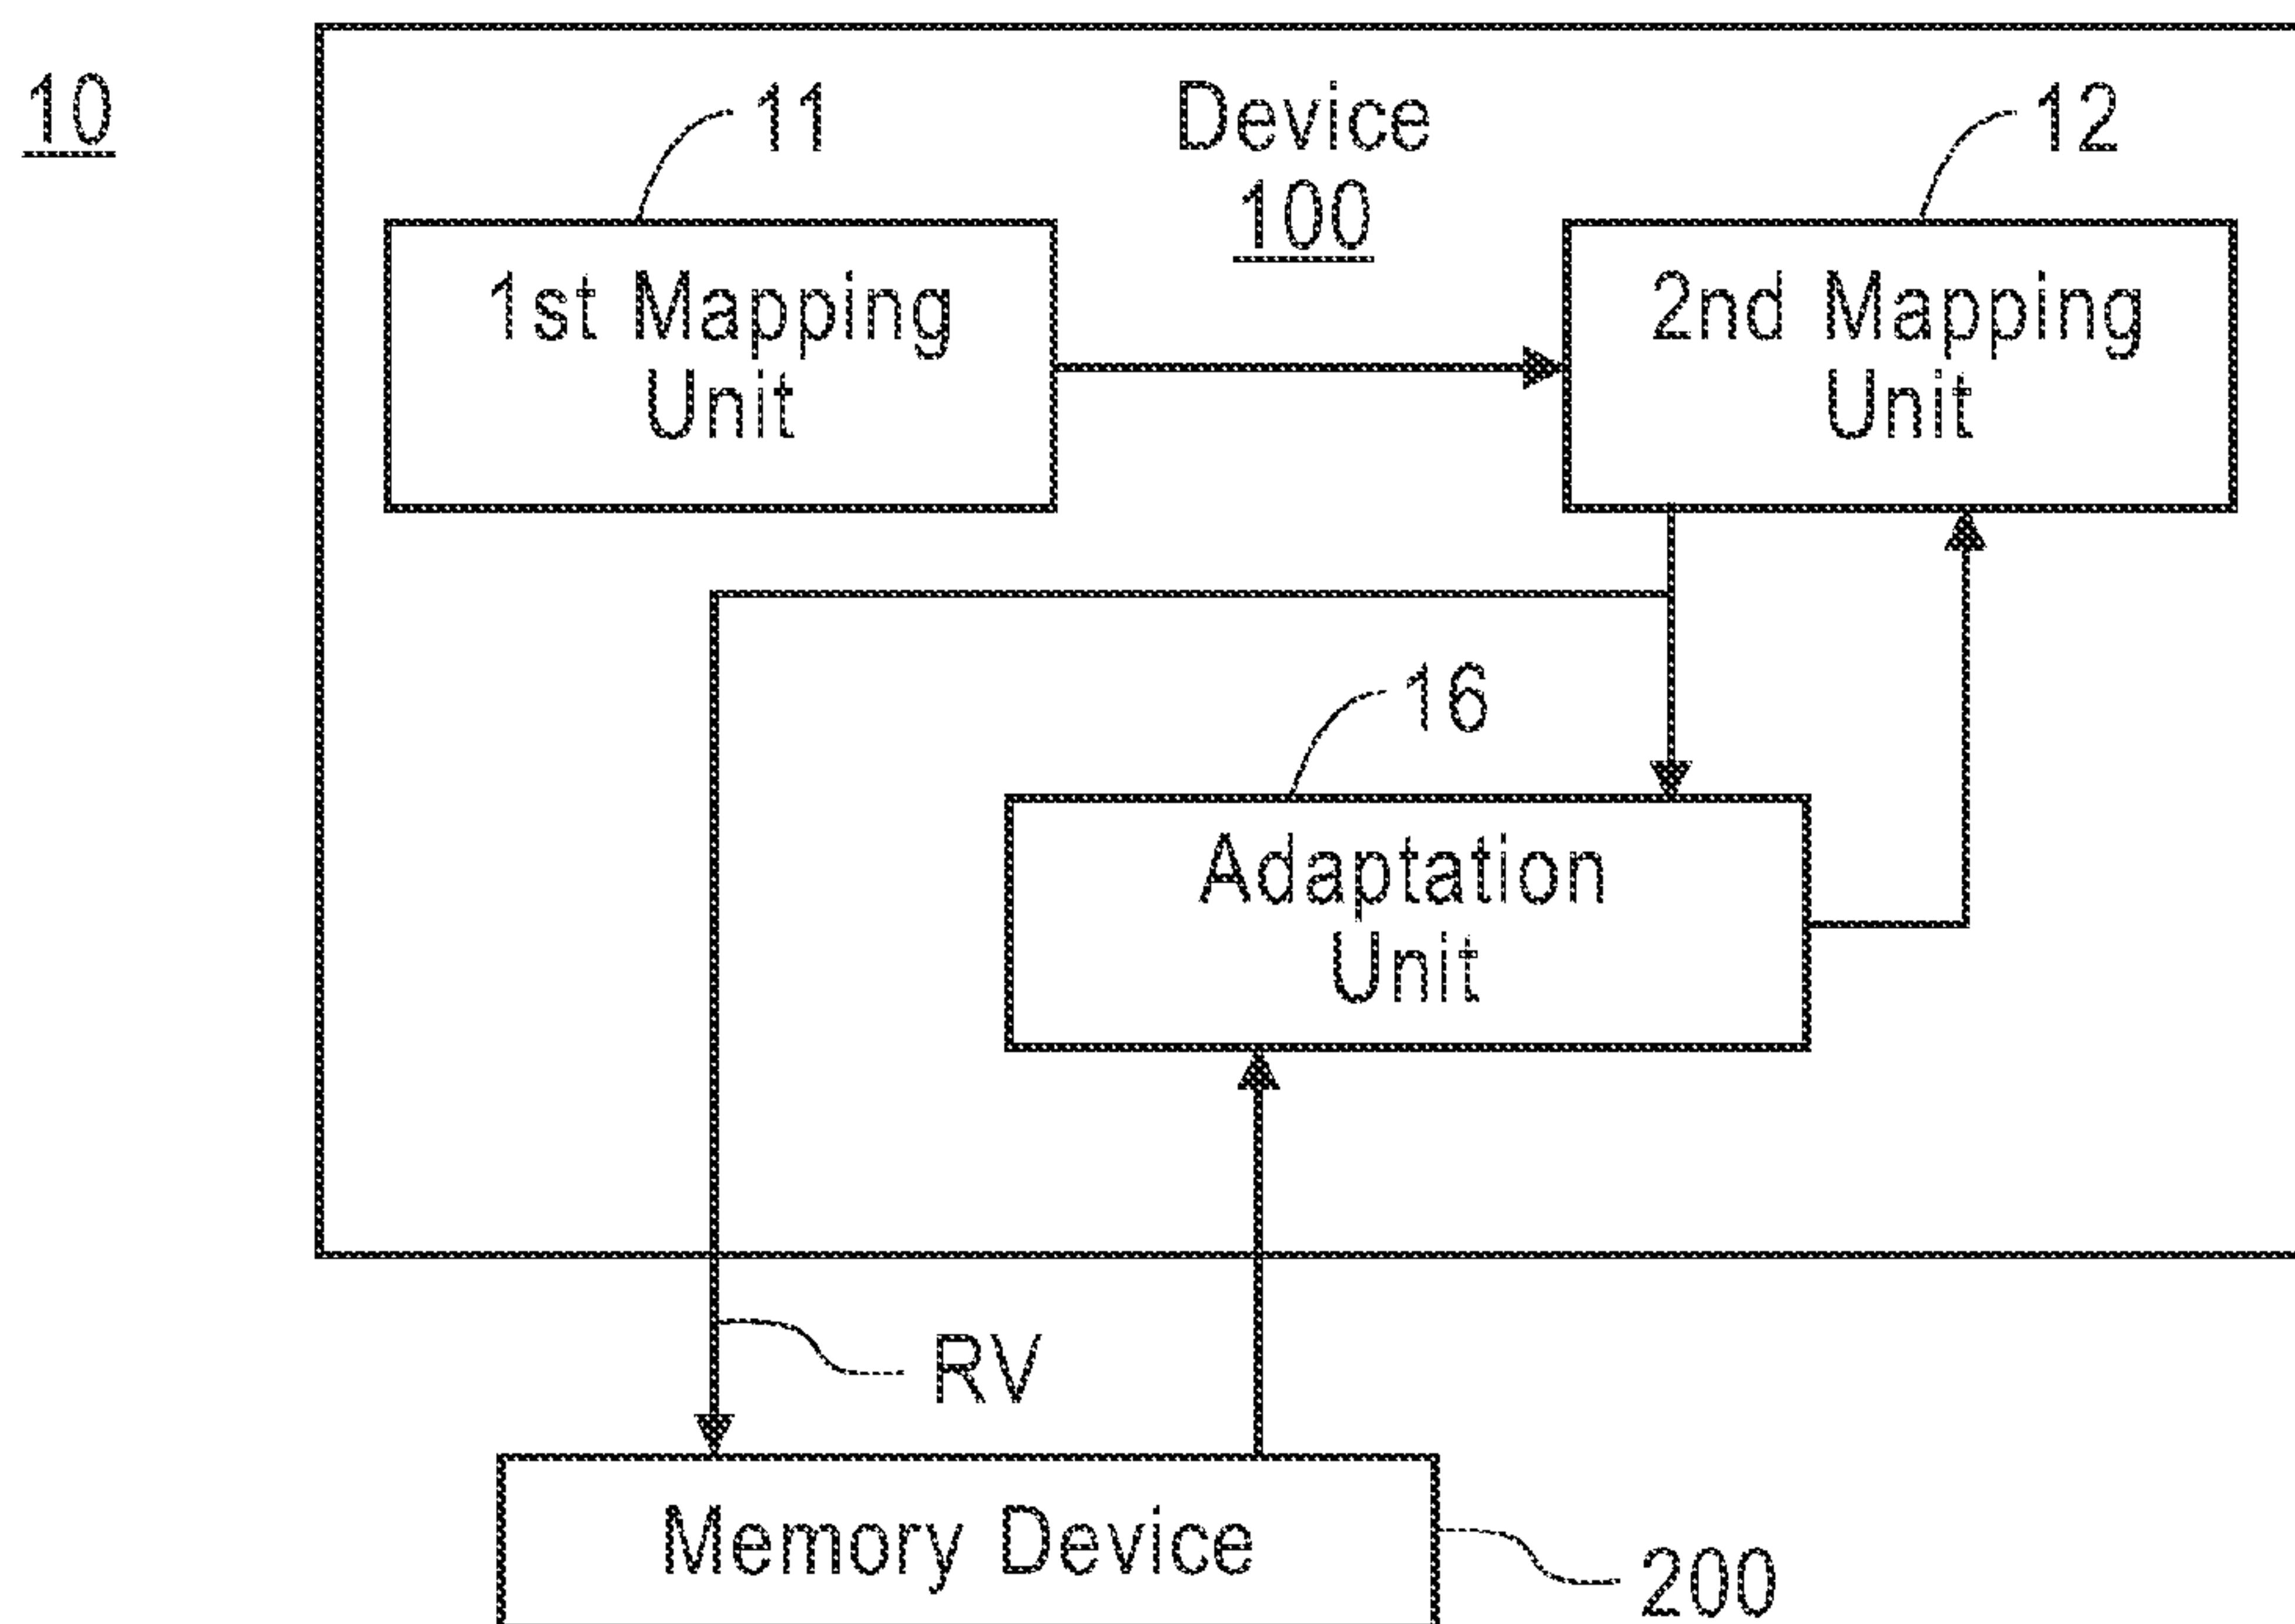 10
11
Device
100
12
1st Mapping
Unit
2nd Mapping
Unit
16
Adaptation
Unit
RV
Memory Device
200